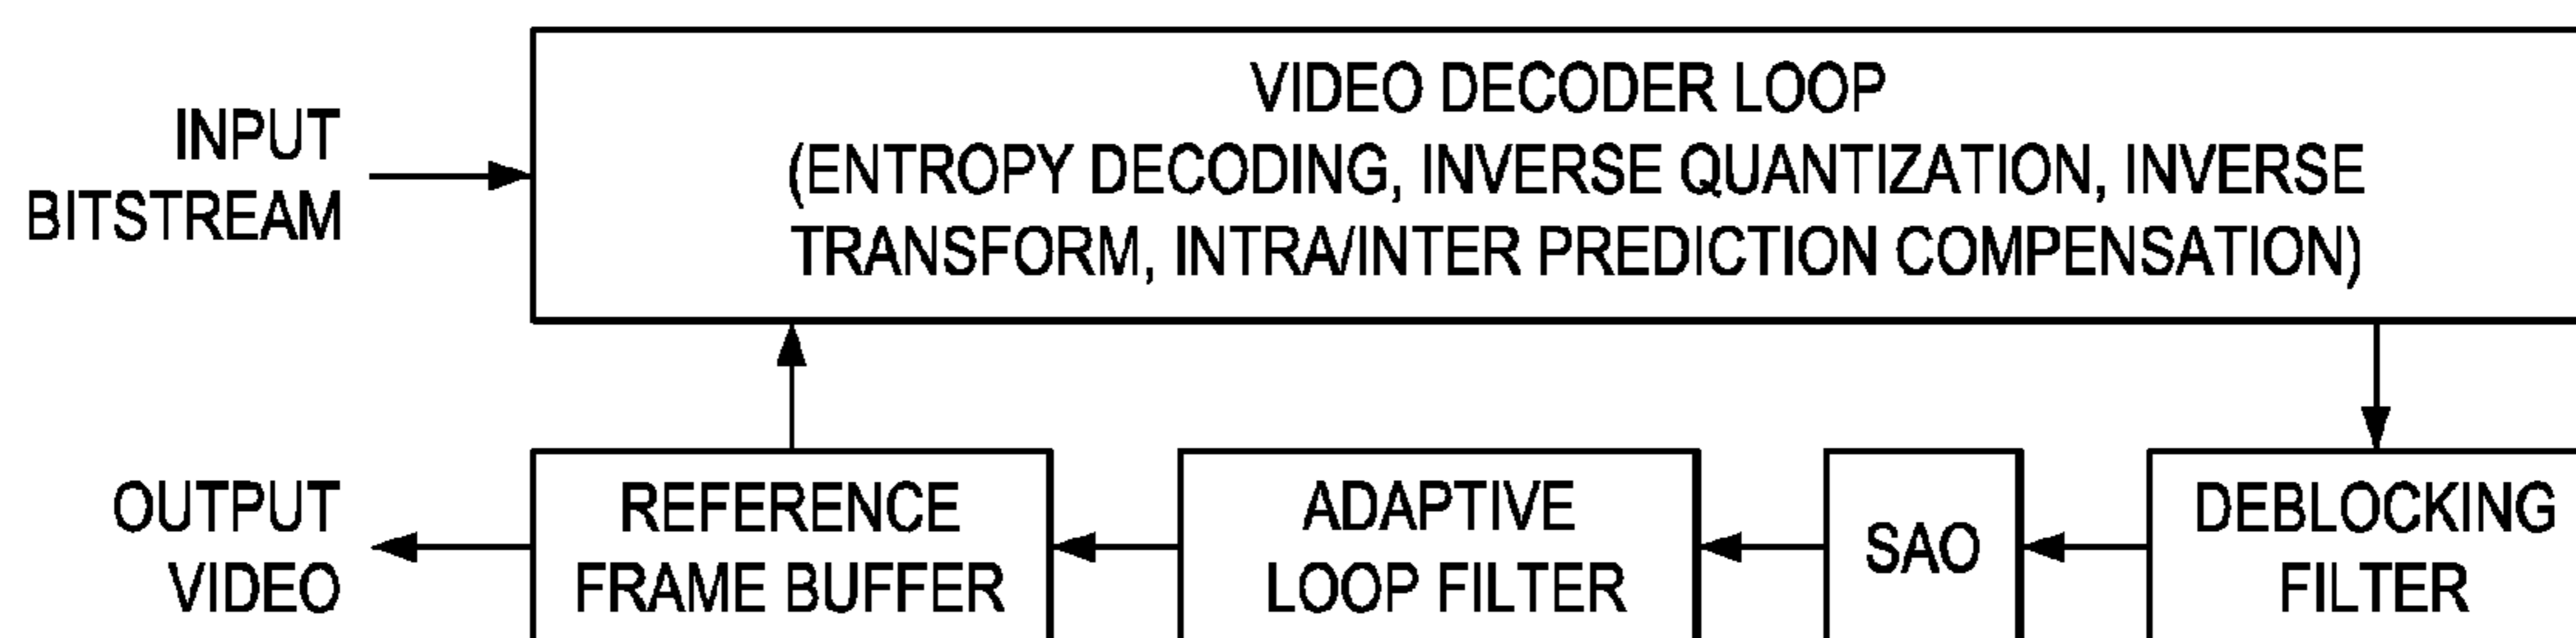 INPUT
BITSTREAM
VIDEO DECODER LOOP
(ENTROPY DECODING, INVERSE QUANTIZATION, INVERSE
TRANSFORM, INTRA/INTER PREDICTION COMPENSATION)
OUTPUT
VIDEO
REFERENCE
FRAME BUFFER
ADAPTIVE
LOOP FILTER
SAO
DEBLOCKING
FILTER